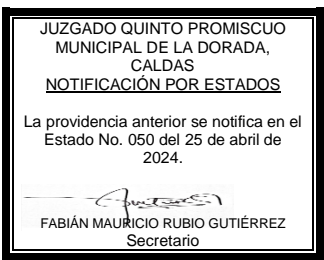 JUZGADO QUINTO PROMISCUO
MUNICIPAL DE LA DORADA,
CALDAS
NOTIFICACIÓN POR ESTADOS
La providencia anterior se notifica en el
Estado No. 050 del 25 de abril de
2024.
FABIÁN MAURICIO RUBIO GUTIÉRREZ
Secretario